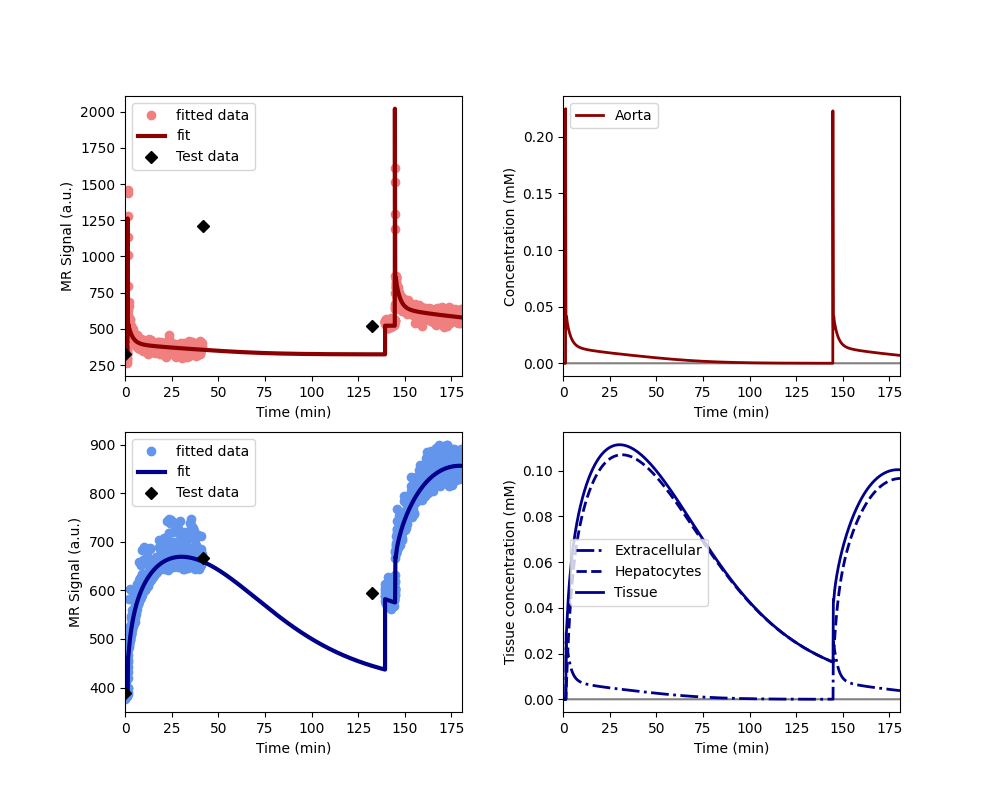 MR Signal (a.u.)
2000
1750
1500
1250
1000
750
500
250
fitted data
fit
Test data
0 25 50 75 100 125 150 175
Time (min)
Concentration (mM)
0.20
0.15
0.10
0.05
0.00
Aorta
0 25 50 75 100 125 150 175
Time (min)
MR Signal (a.u.)
900
800
700
600
500
400
fitted data
fit
Test data
0 25 50 75 100 125 150 175
Time (min)
Tissue concentration (mM)
0.10
0.08
0.06
0.04
0.02
0.00
Extracellular
Hepatocytes
Tissue
0 25 50 75 100 125 150 175
Time (min)